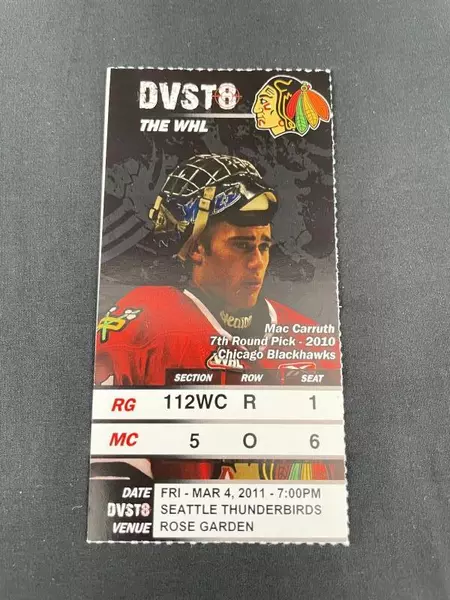 DVST8
THE WHL
Mac Carruth
7th Round Pick - 2010
Chicago Blackhawks
SECTION ROW SEAT
RG 112WC R 1
MC 5 O 6
DATE FRI - MAR 4, 2011 - 7:00PM
DVST8 SEATTLE THUNDERBIRDS
VENUE ROSE GARDEN